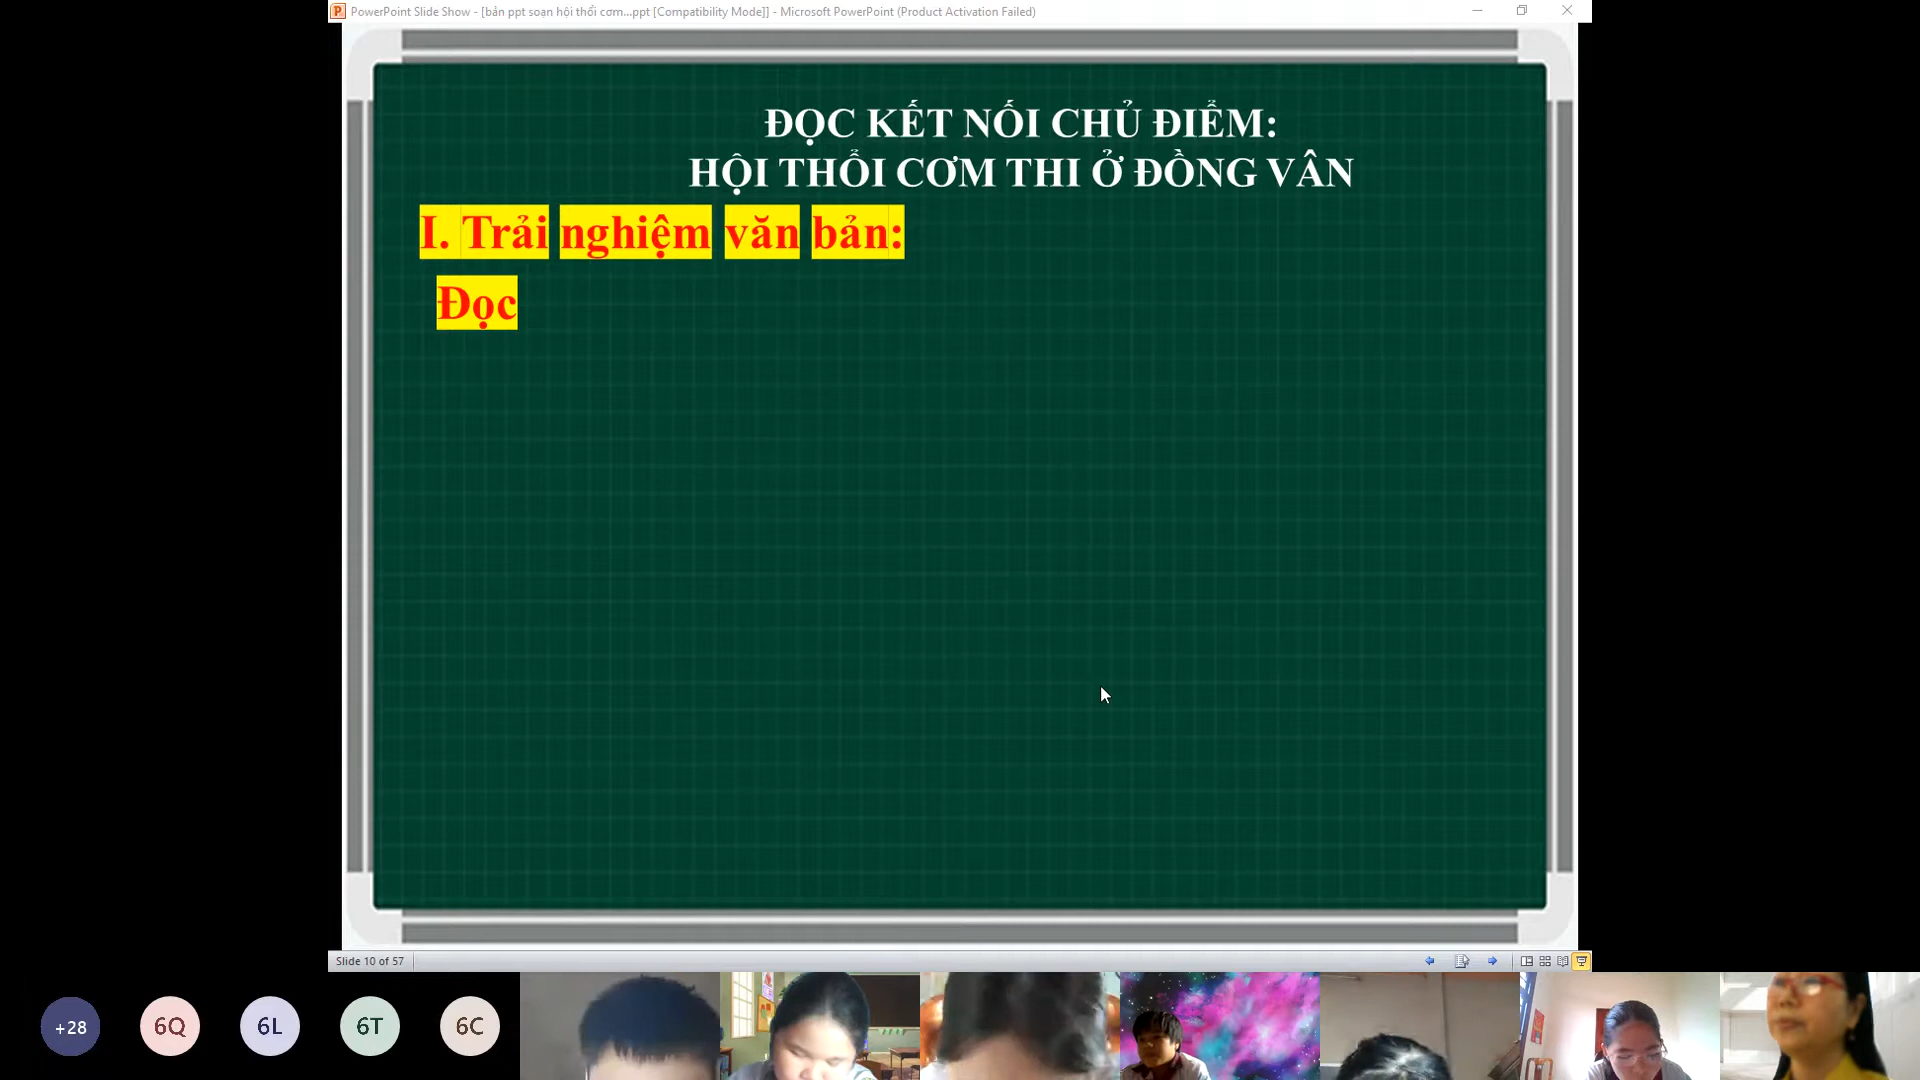 PowerPoint Slide Show - [bản ppt soạn hội thổi cơm...ppt [Compatibility Mode]] - Microsoft PowerPoint (Product Activation Failed)
ĐỌC KẾT NỐI CHỦ ĐIỂM:
HỘI THỔI CƠM THI Ở ĐỒNG VÂN
I. Trải nghiệm văn bản:
Đọc
Slide 10 of 57
+28 6Q 6L 6T 6C